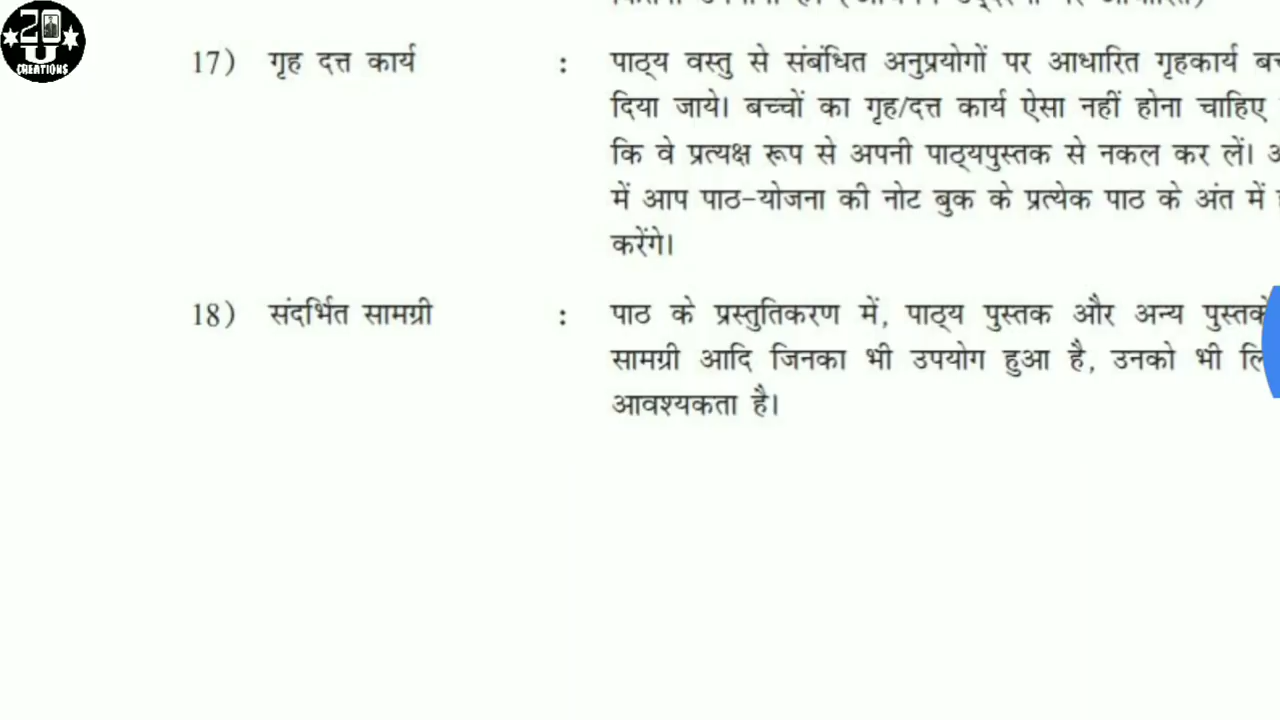 20
U
CREATIONS
17) गृह दत्त कार्य : पाठ्य वस्तु से संबंधित अनुप्रयोगों पर आधारित गृहकार्य
दिया जाये। बच्चों का गृह/दत्त कार्य ऐसा नहीं होना चाहिए
कि वे प्रत्यक्ष रूप से अपनी पाठ्यपुस्तक से नकल कर लें।
में आप पाठ-योजना की नोट बुक के प्रत्येक पाठ के अंत में
करेंगे।
18) संदर्भित सामग्री : पाठ के प्रस्तुतिकरण में, पाठ्य पुस्तक और अन्य
सामग्री आदि जिनका भी उपयोग हुआ है, उनको भी
आवश्यकता है।